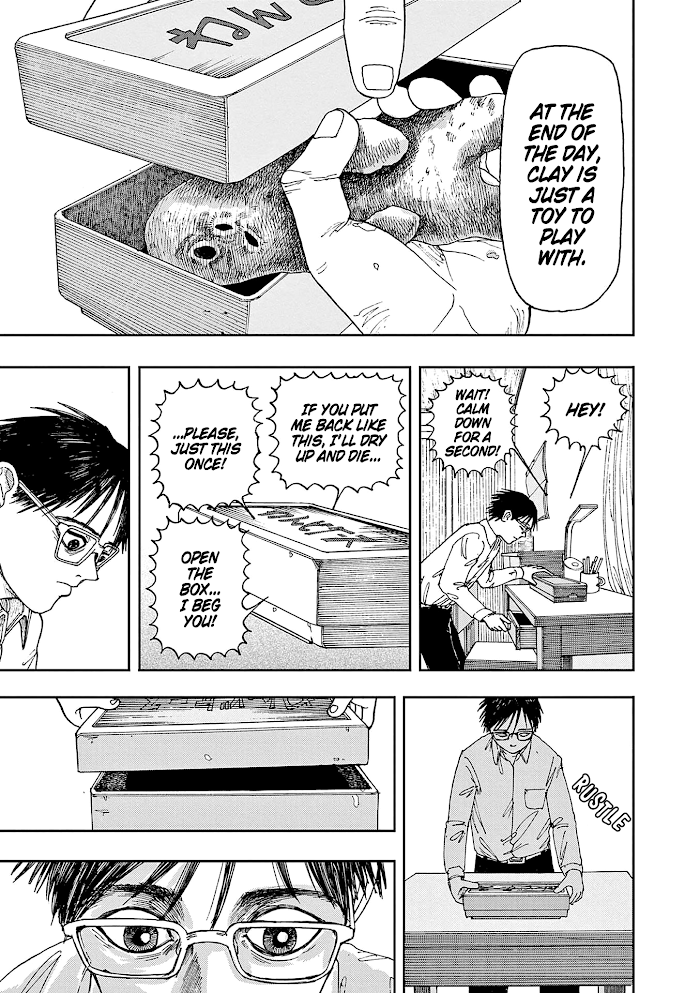 AT THE
END OF
THE DAY,
CLAY IS
JUST A
TOY TO
PLAY
WITH.
HEY!
WAIT!
CALM
DOWN
FOR A
SECOND!
IF YOU PUT
ME BACK LIKE
THIS, I'LL DRY
UP AND DIE...
...PLEASE,
JUST THIS
ONCE!
OPEN
THE
BOX...
I BEG
YOU!
RUSTLE